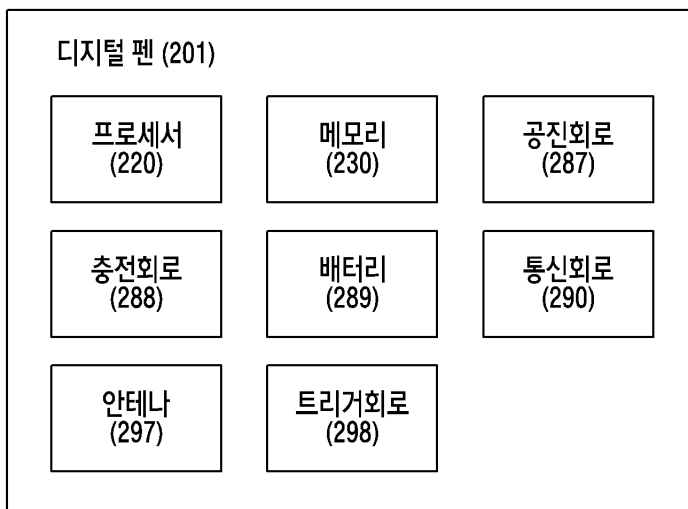 디지털 펜 (201)
프로세서
(220)
메모리
(230)
공진회로
(287)
충전회로
(288)
배터리
(289)
통신회로
(290)
안테나
(297)
트리거회로
(298)